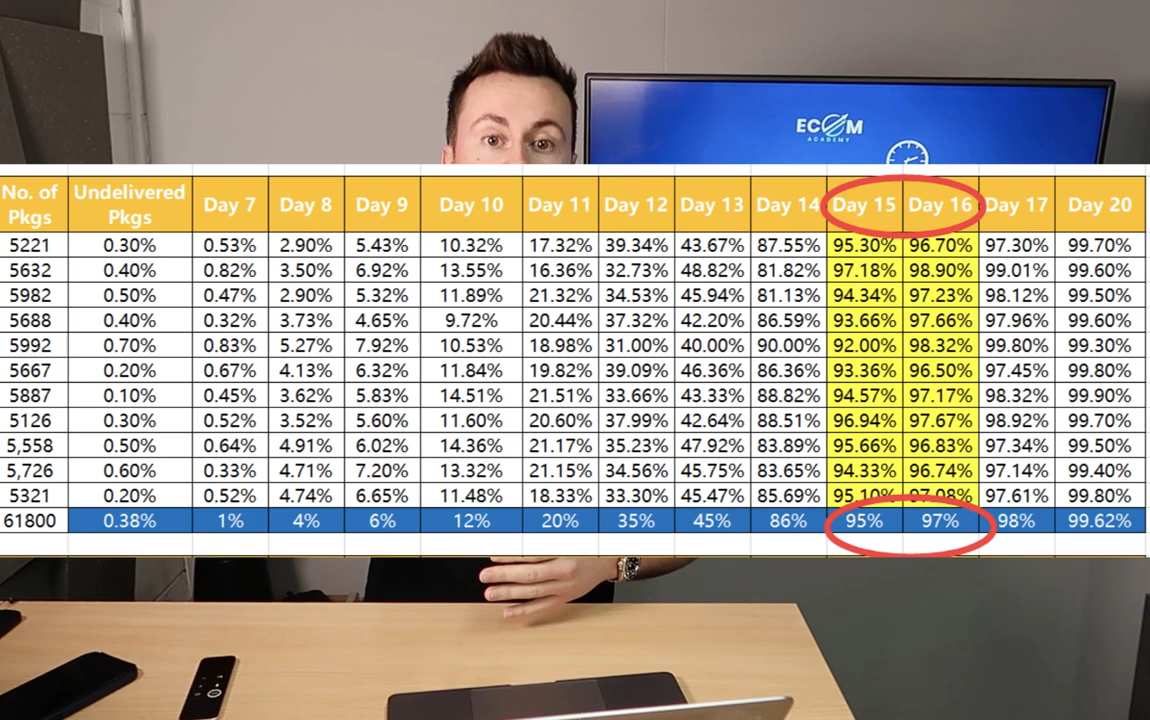 ECOM
ACADEMY
No. of Pkgs Undelivered Pkgs Day 7 Day 8 Day 9 Day 10 Day 11 Day 12 Day 13 Day 14 Day 15 Day 16 Day 17 Day 20
5221 0.30% 0.53% 2.90% 5.43% 10.32% 17.32% 39.34% 43.67% 87.55% 95.30% 96.70% 97.30% 99.70%
5632 0.40% 0.82% 3.50% 6.92% 13.55% 16.36% 32.73% 48.82% 81.82% 97.18% 98.90% 99.01% 99.60%
5982 0.50% 0.47% 2.90% 5.32% 11.89% 21.32% 34.53% 45.94% 81.13% 94.34% 97.23% 98.12% 99.50%
5688 0.40% 0.32% 3.73% 4.65% 9.72% 20.44% 37.32% 42.20% 86.59% 93.66% 97.66% 97.96% 99.60%
5992 0.70% 0.83% 5.27% 7.92% 10.53% 18.98% 31.00% 40.00% 90.00% 92.00% 98.32% 99.80% 99.30%
5667 0.20% 0.67% 4.13% 6.32% 11.84% 19.82% 39.09% 46.36% 86.36% 93.36% 96.50% 97.45% 99.80%
5887 0.10% 0.45% 3.62% 5.83% 14.51% 21.51% 33.66% 43.33% 88.82% 94.57% 97.17% 98.32% 99.90%
5126 0.30% 0.52% 3.52% 5.60% 11.60% 20.60% 37.99% 42.64% 88.51% 96.94% 97.67% 98.92% 99.70%
5,558 0.50% 0.64% 4.91% 6.02% 14.36% 21.17% 35.23% 47.92% 83.89% 95.66% 96.83% 97.34% 99.50%
5,726 0.60% 0.33% 4.71% 7.20% 13.32% 21.15% 34.56% 45.75% 83.65% 94.33% 96.74% 97.14% 99.40%
5321 0.20% 0.52% 4.74% 6.65% 11.48% 18.33% 33.30% 45.47% 85.69% 95.10% 97.08% 97.61% 99.80%
61800 0.38% 1% 4% 6% 12% 20% 35% 45% 86% 95% 97% 98% 99.62%